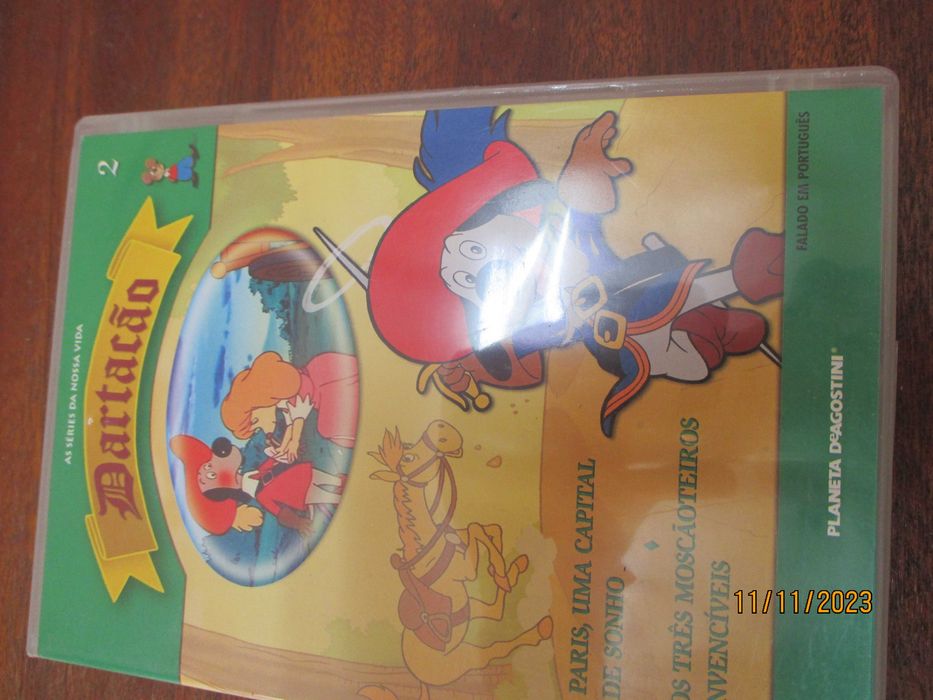 AS SÉRIES DA NOSSA VIDA
2
Dartacão
PARIS, UMA CAPITAL
DE SONHO
OS TRÊS MOSCÃOTEIROS
INVENCÍVEIS
PLANETA DEAGOSTINI®
FALADO EM PORTUGUÊS
11/11/2023